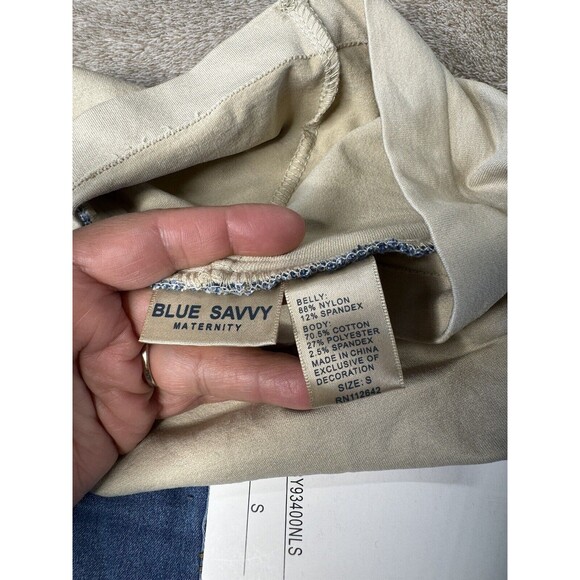 BLUE SAVVY
MATERNITY
BELLY:
88% NYLON
12% SPANDEX
BODY:
70.5% COTTON
27% POLYESTER
2.5% SPANDEX
MADE IN CHINA
EXCLUSIVE OF
DECORATION
SIZE: S
RN112642
Y93400NLS
S